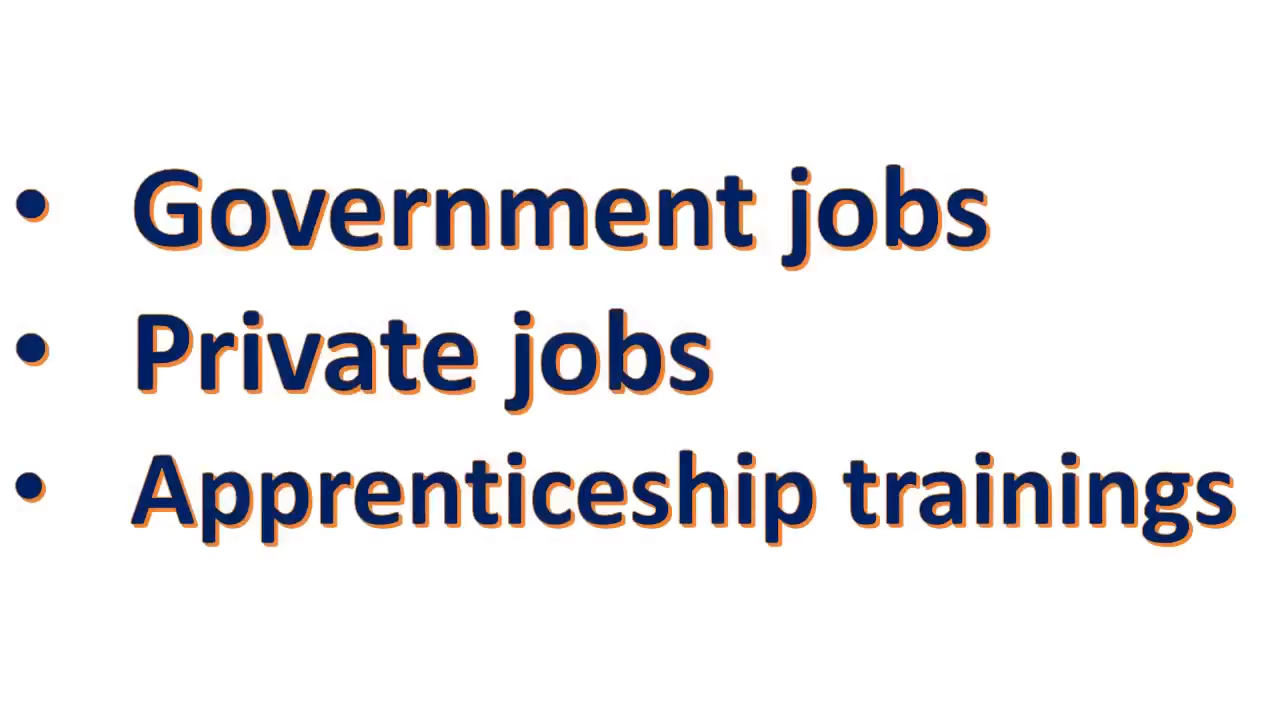 • Government jobs
• Private jobs
• Apprenticeship trainings